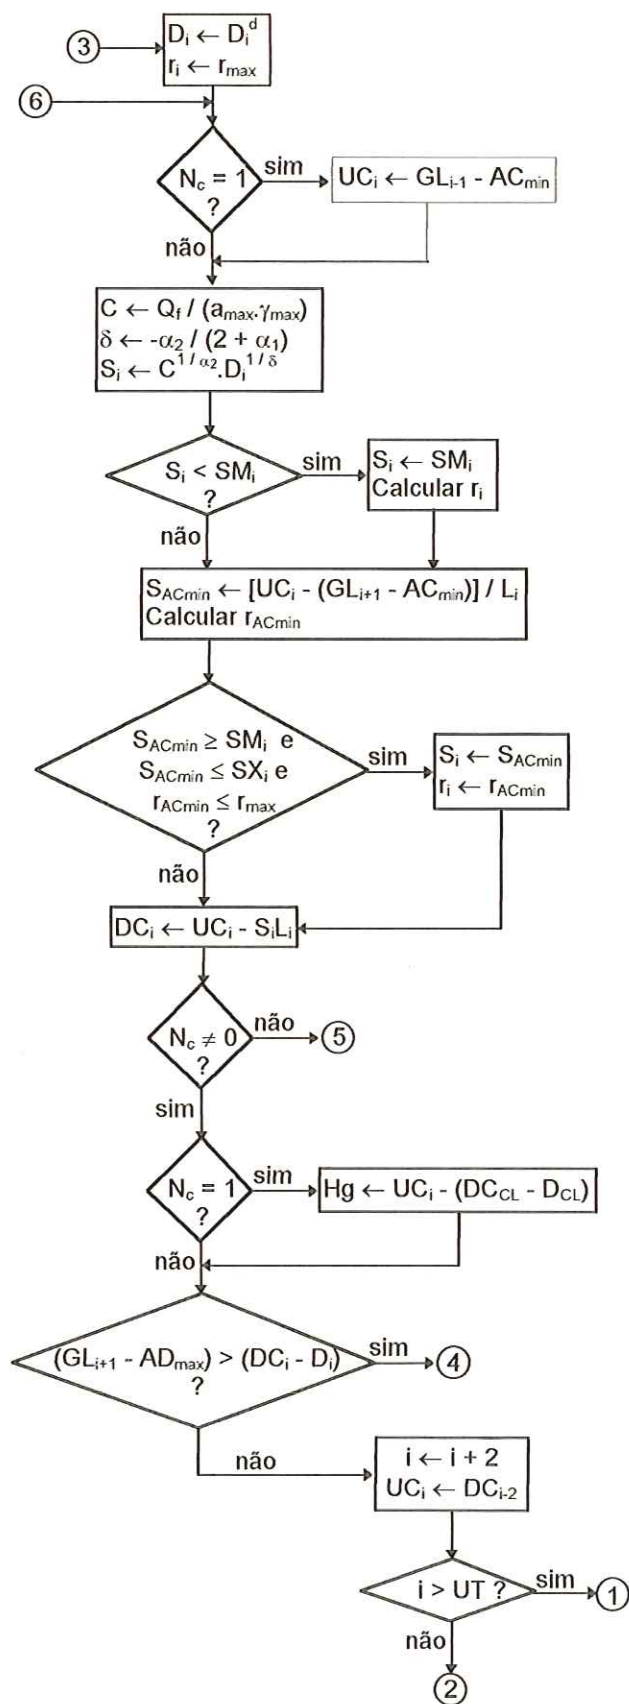 ③
Dᵢ ← Dᵢᵈ
rᵢ ← r_max
⑥
N_c = 1
?
sim
UCᵢ ← GLᵢ₋₁ - AC_min
não
C ← Q_f / (a_max.γ_max)
δ ← -α₂ / (2 + α₁)
Sᵢ ← C^(1 / α₂).Dᵢ^(1 / δ)
Sᵢ < SMᵢ
?
sim
Sᵢ ← SMᵢ
Calcular rᵢ
não
S_ACmin ← [UCᵢ - (GLᵢ₊₁ - AC_min)] / Lᵢ
Calcular r_ACmin
S_ACmin ≥ SMᵢ e
S_ACmin ≤ SXᵢ e
r_ACmin ≤ r_max
?
sim
Sᵢ ← S_ACmin
rᵢ ← r_ACmin
não
DCᵢ ← UCᵢ - SᵢLᵢ
N_c ≠ 0
?
não
⑤
sim
N_c = 1
?
sim
Hg ← UCᵢ - (DC_CL - D_CL)
não
(GLᵢ₊₁ - AD_max) > (DCᵢ - Dᵢ)
?
sim
④
não
i ← i + 2
UCᵢ ← DCᵢ₋₂
i > UT ?
sim
①
não
②